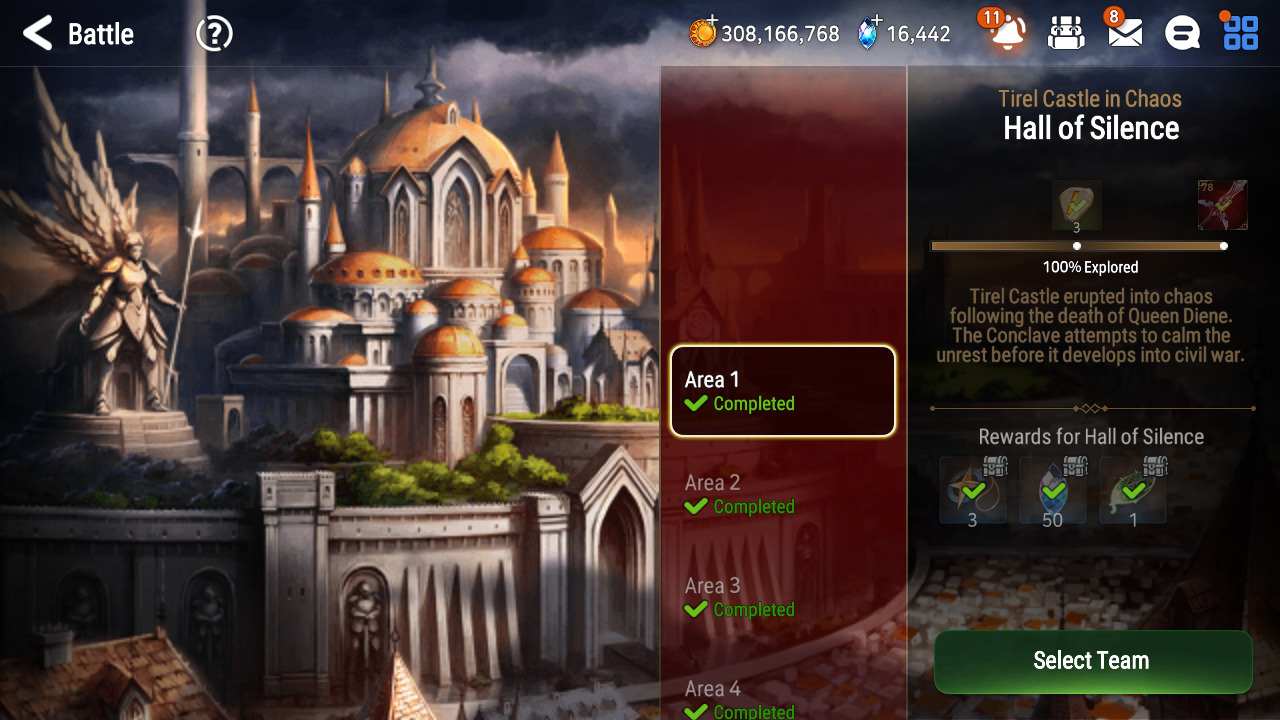 Battle
?
308,166,768
16,442
11
8
Tirel Castle in Chaos
Hall of Silence
3
78
100% Explored
Tirel Castle erupted into chaos
following the death of Queen Diene.
The Conclave attempts to calm the
unrest before it develops into civil war.
Area 1
Completed
Area 2
Completed
Area 3
Completed
Area 4
Completed
Rewards for Hall of Silence
3
50
1
Select Team